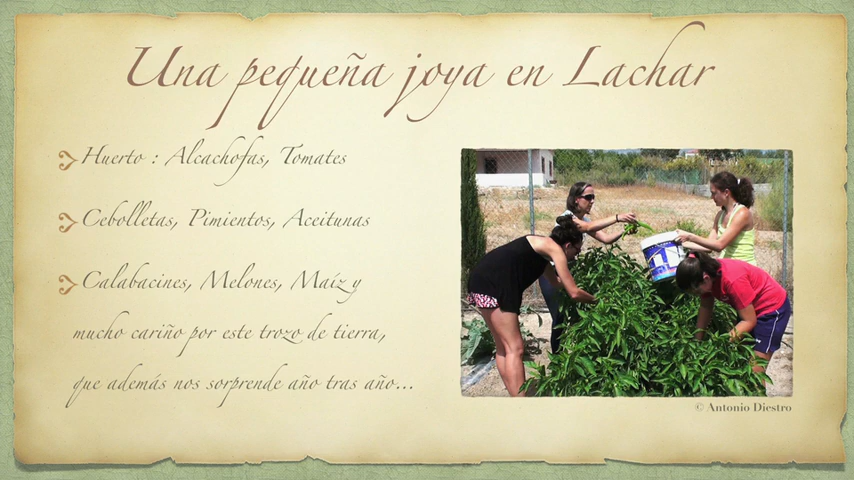 Una pequeña joya en Lachar
Huerto : Alcachofas, Tomates
Cebolletas, Pimientos, Aceitunas
Calabacines, Melones, Maíz y
mucho cariño por este trozo de tierra,
que además nos sorprende año tras año...
© Antonio Diestro